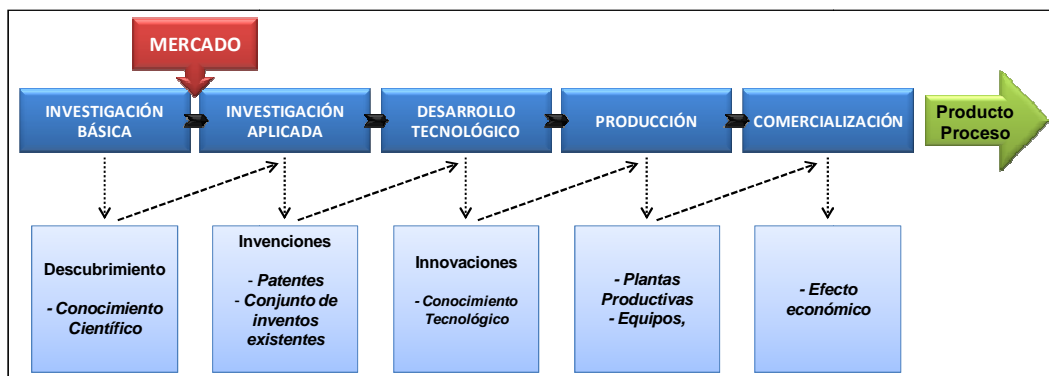 MERCADO
INVESTIGACIÓN
BÁSICA
INVESTIGACIÓN
APLICADA
DESARROLLO
TECNOLÓGICO
PRODUCCIÓN
COMERCIALIZACIÓN
Producto
Proceso
Descubrimiento
- Conocimiento
Científico
Invenciones
- Patentes
- Conjunto de
inventos
existentes
Innovaciones
- Conocimiento
Tecnológico
- Plantas
Productivas
- Equipos,
- Efecto
económico